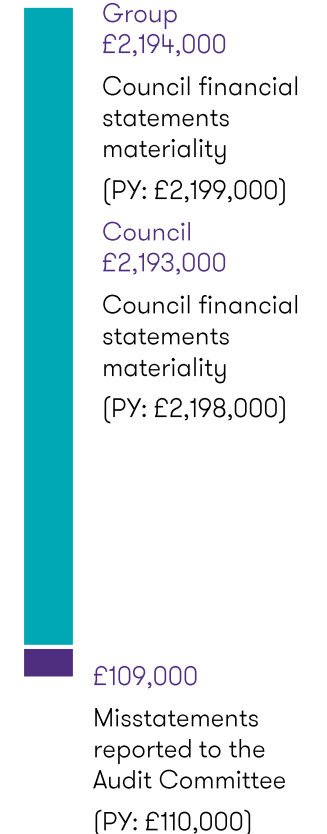 Group
£2,194,000
Council financial
statements
materiality
(PY: £2,199,000)
Council
£2,193,000
Council financial
statements
materiality
(PY: £2,198,000)
£109,000
Misstatements
reported to the
Audit Committee
(PY: £110,000)